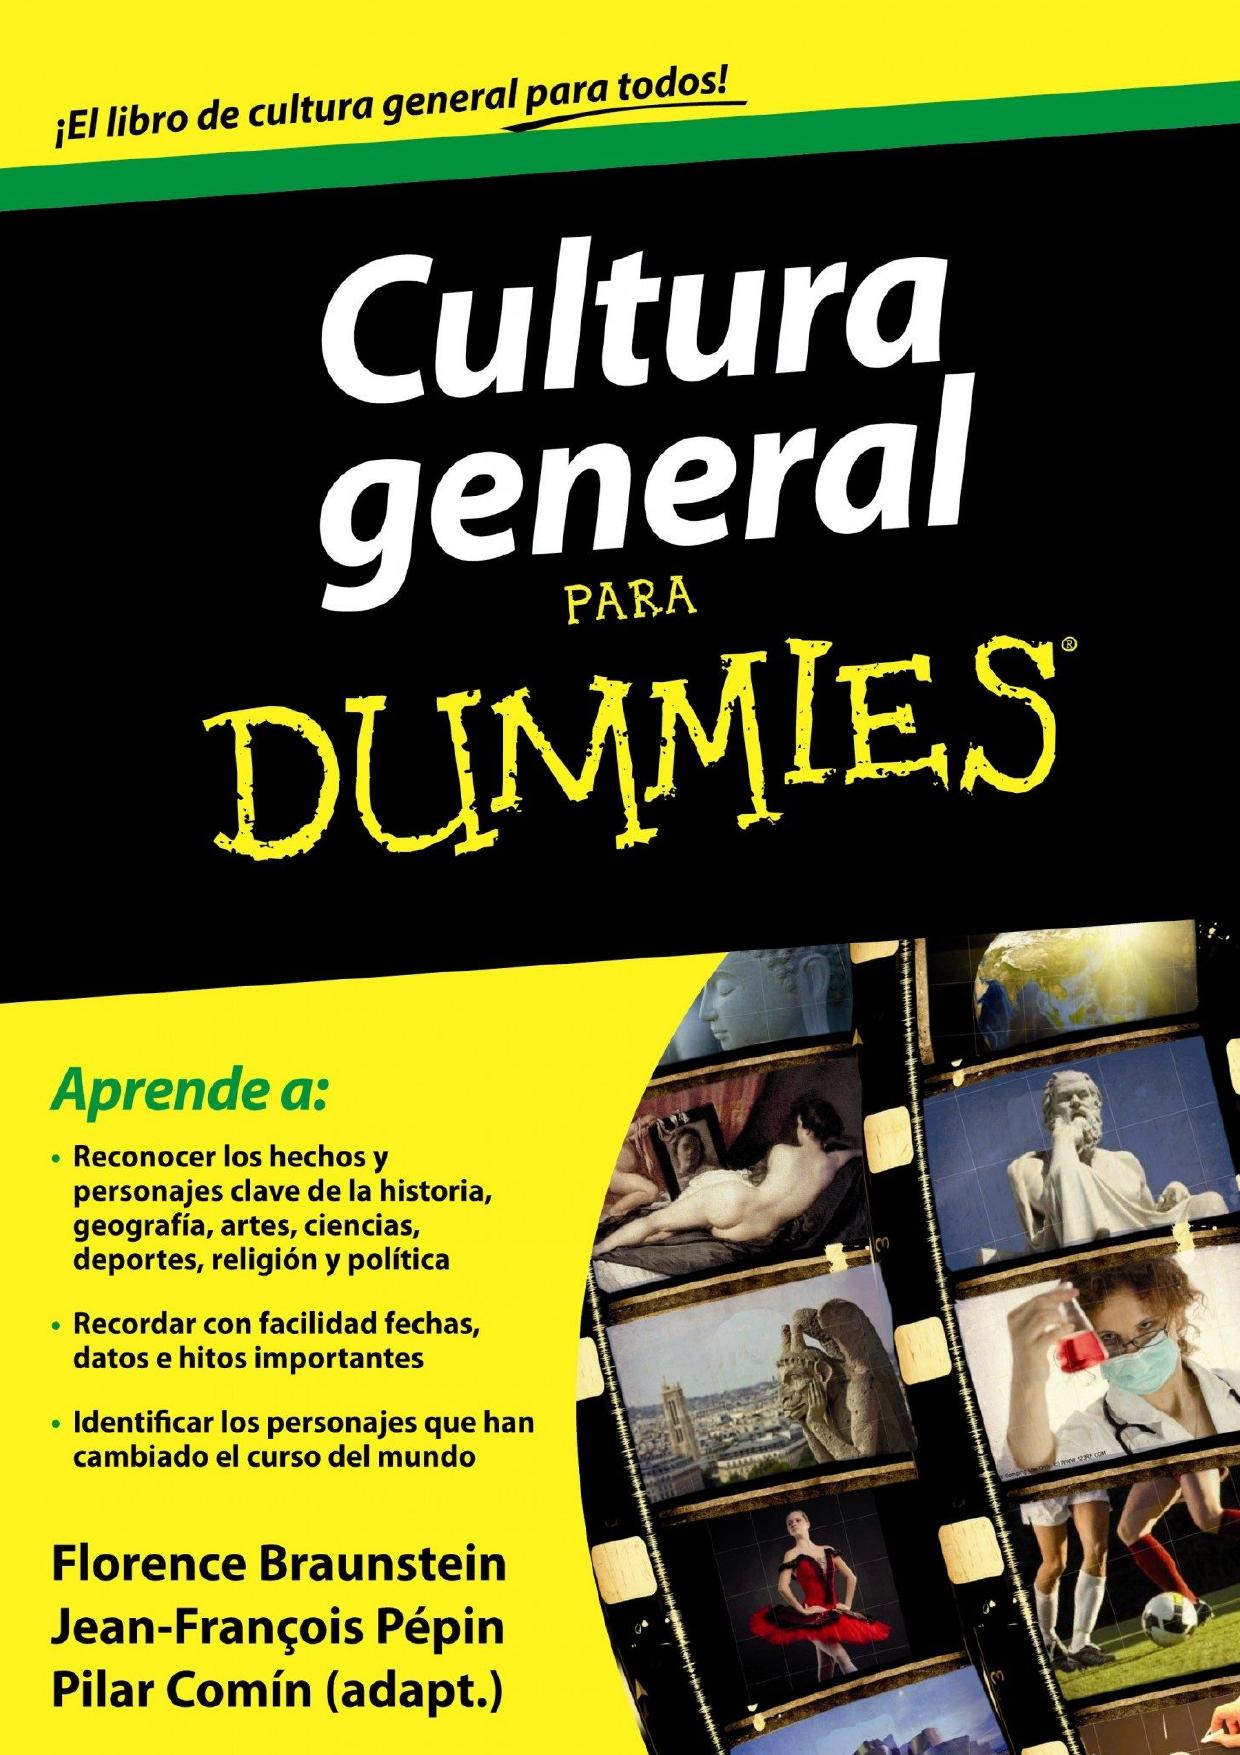 ¡El libro de cultura general para todos!
Cultura
general
PARA
DUMMIES®
Aprende a:
• Reconocer los hechos y
personajes clave de la historia,
geografía, artes, ciencias,
deportes, religión y política
• Recordar con facilidad fechas,
datos e hitos importantes
• Identificar los personajes que han
cambiado el curso del mundo
Florence Braunstein
Jean-François Pépin
Pilar Comín (adapt.)
3
3